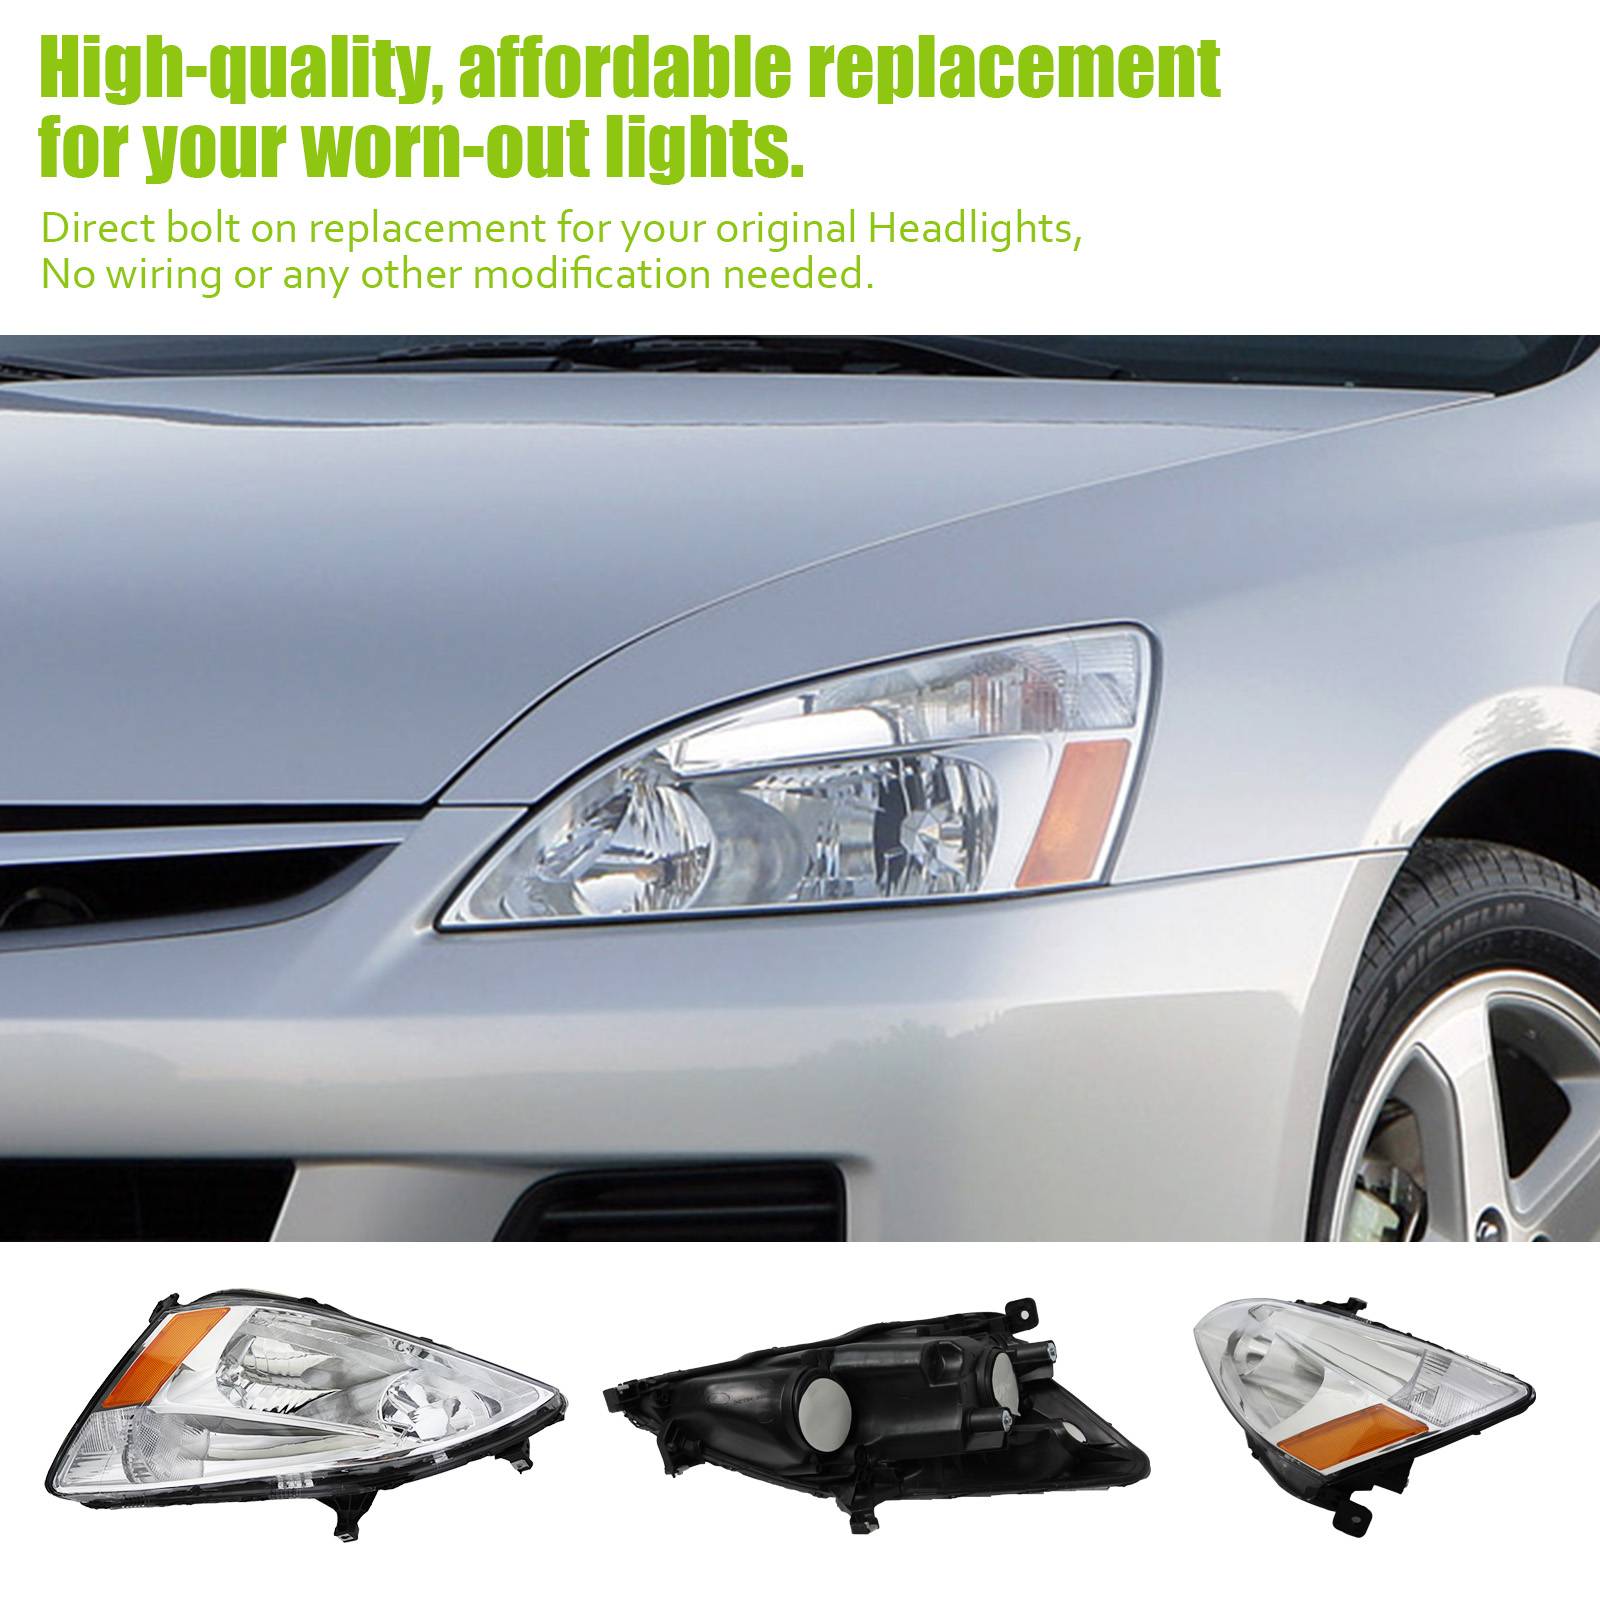 High-quality, affordable replacement
for your worn-out lights.
Direct bolt on replacement for your original Headlights,
No wiring or any other modification needed.
MICHELIN